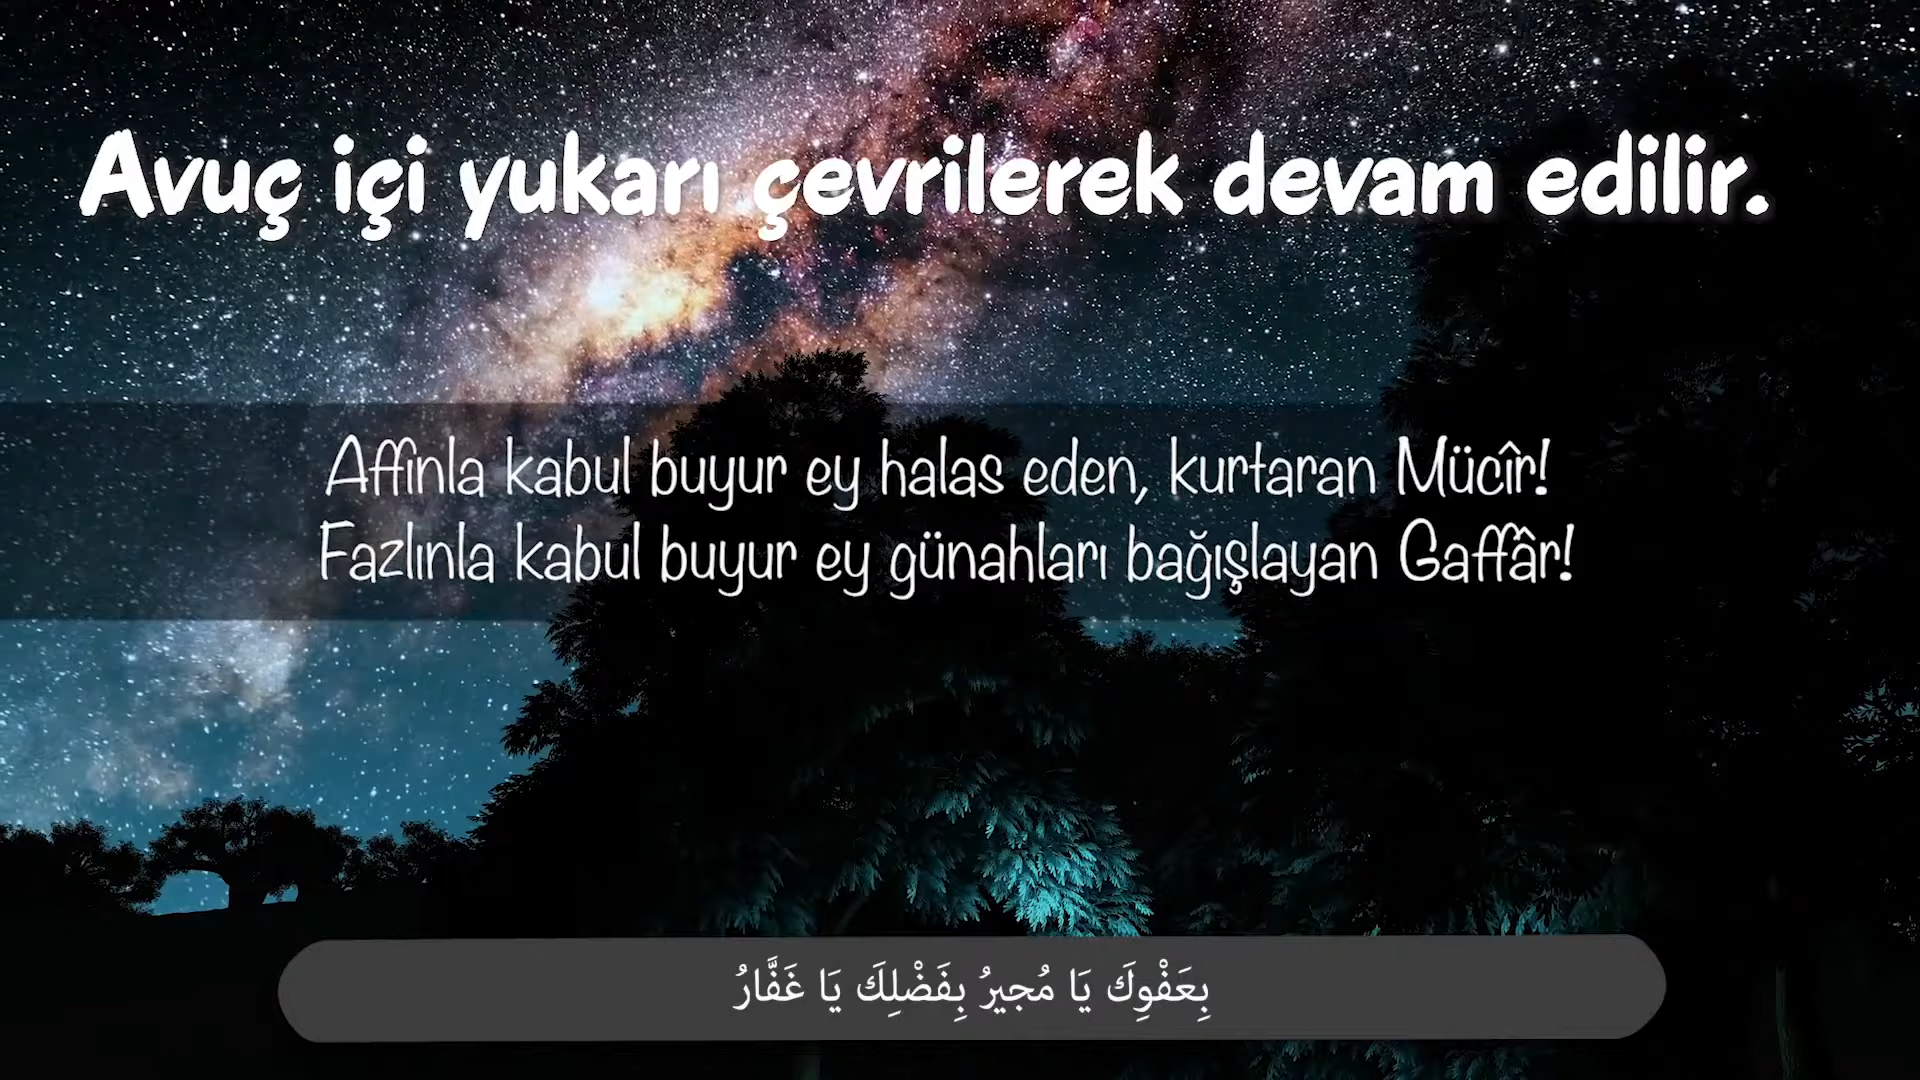 Avuç içi yukarı çevrilerek devam edilir.
Affınla kabul buyur ey halas eden, kurtaran Mücîr!
Fazlınla kabul buyur ey günahları bağışlayan Gaffâr!
بِعَفْوِكَ يَا مُجيرُ بِفَضْلِكَ يَا غَفَّارُ